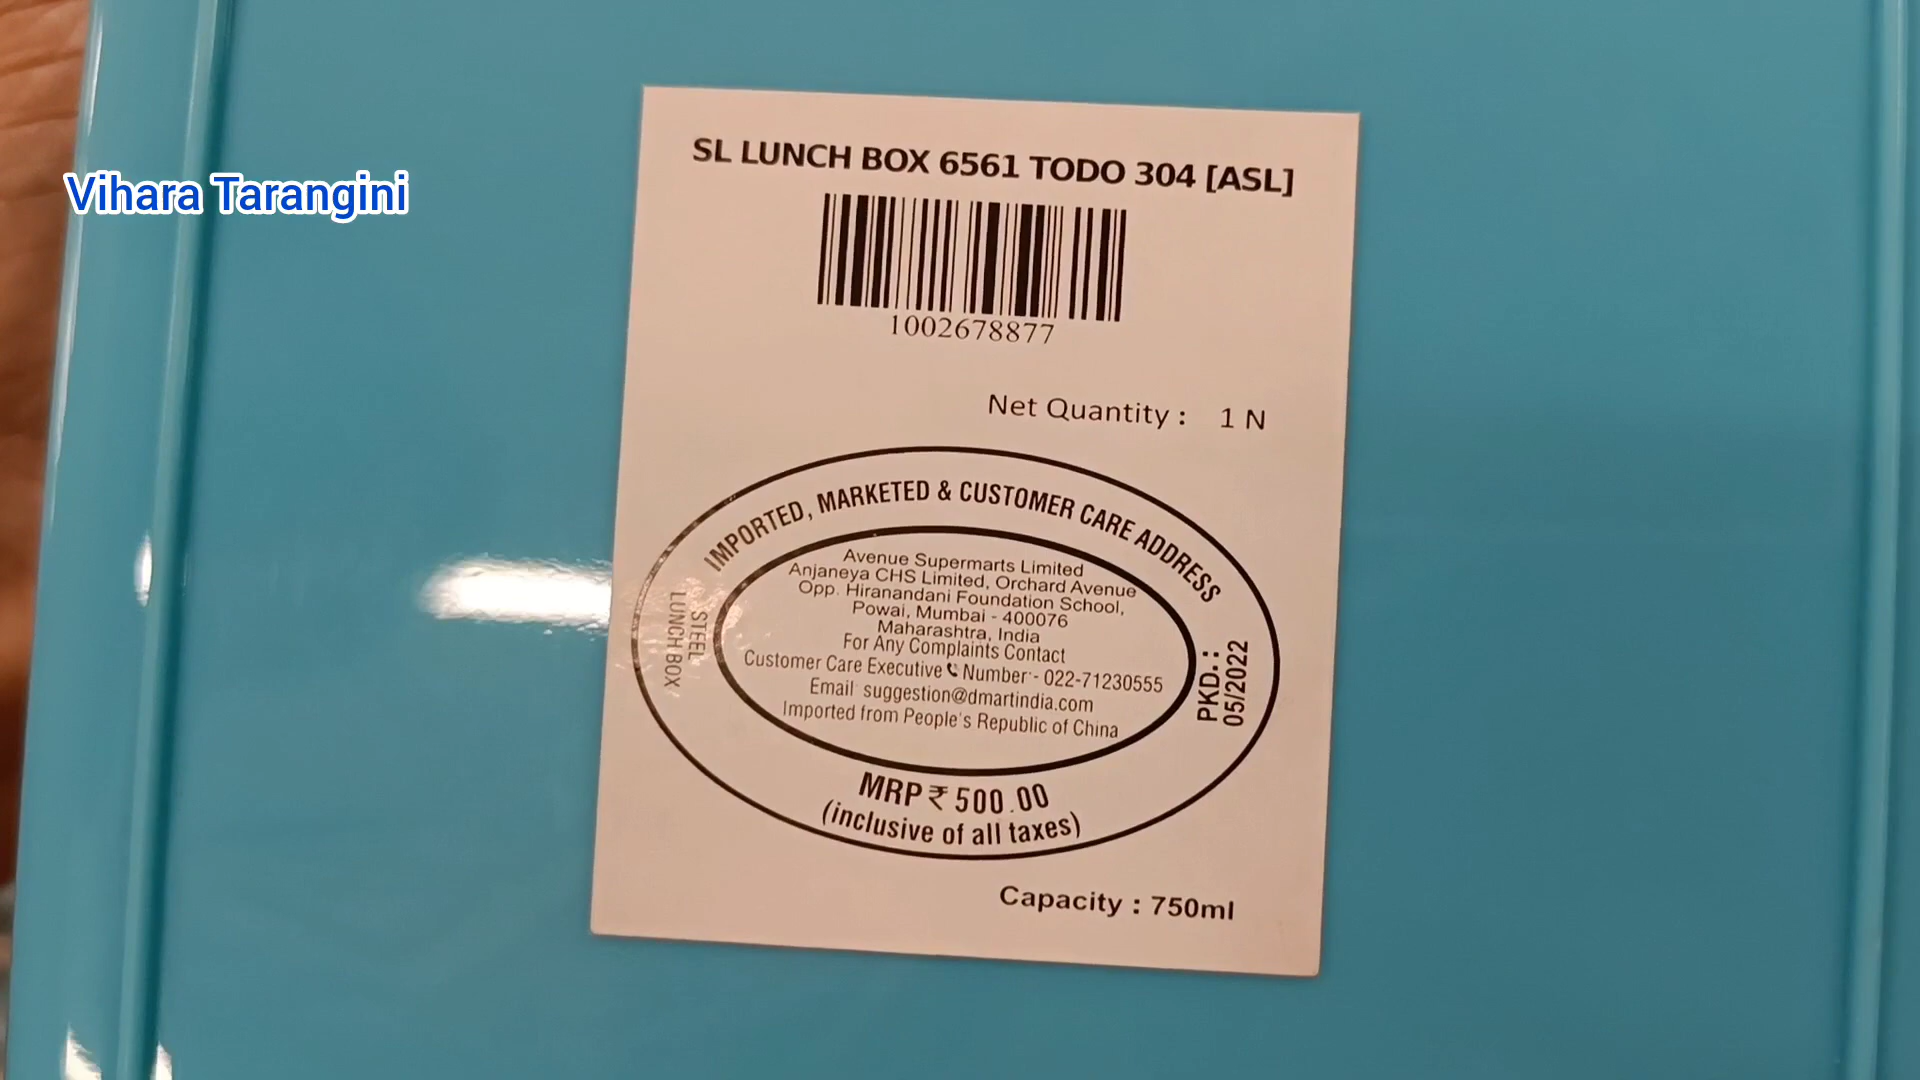 Vihara Tarangini
SL LUNCH BOX 6561 TODO 304 [ASL]
1002678877
Net Quantity : 1 N
IMPORTED, MARKETED & CUSTOMER CARE ADDRESS
STEEL
LUNCH BOX
Avenue Supermarts Limited
Anjaneya CHS Limited, Orchard Avenue
Opp. Hiranandani Foundation School,
Powai, Mumbai - 400076
Maharashtra, India
For Any Complaints Contact
Customer Care Executive Number - 022-71230555
Email suggestion@dmartindia.com
Imported from People's Republic of China
PKD. :
05/2022
MRP ₹ 500.00
(inclusive of all taxes)
Capacity : 750ml